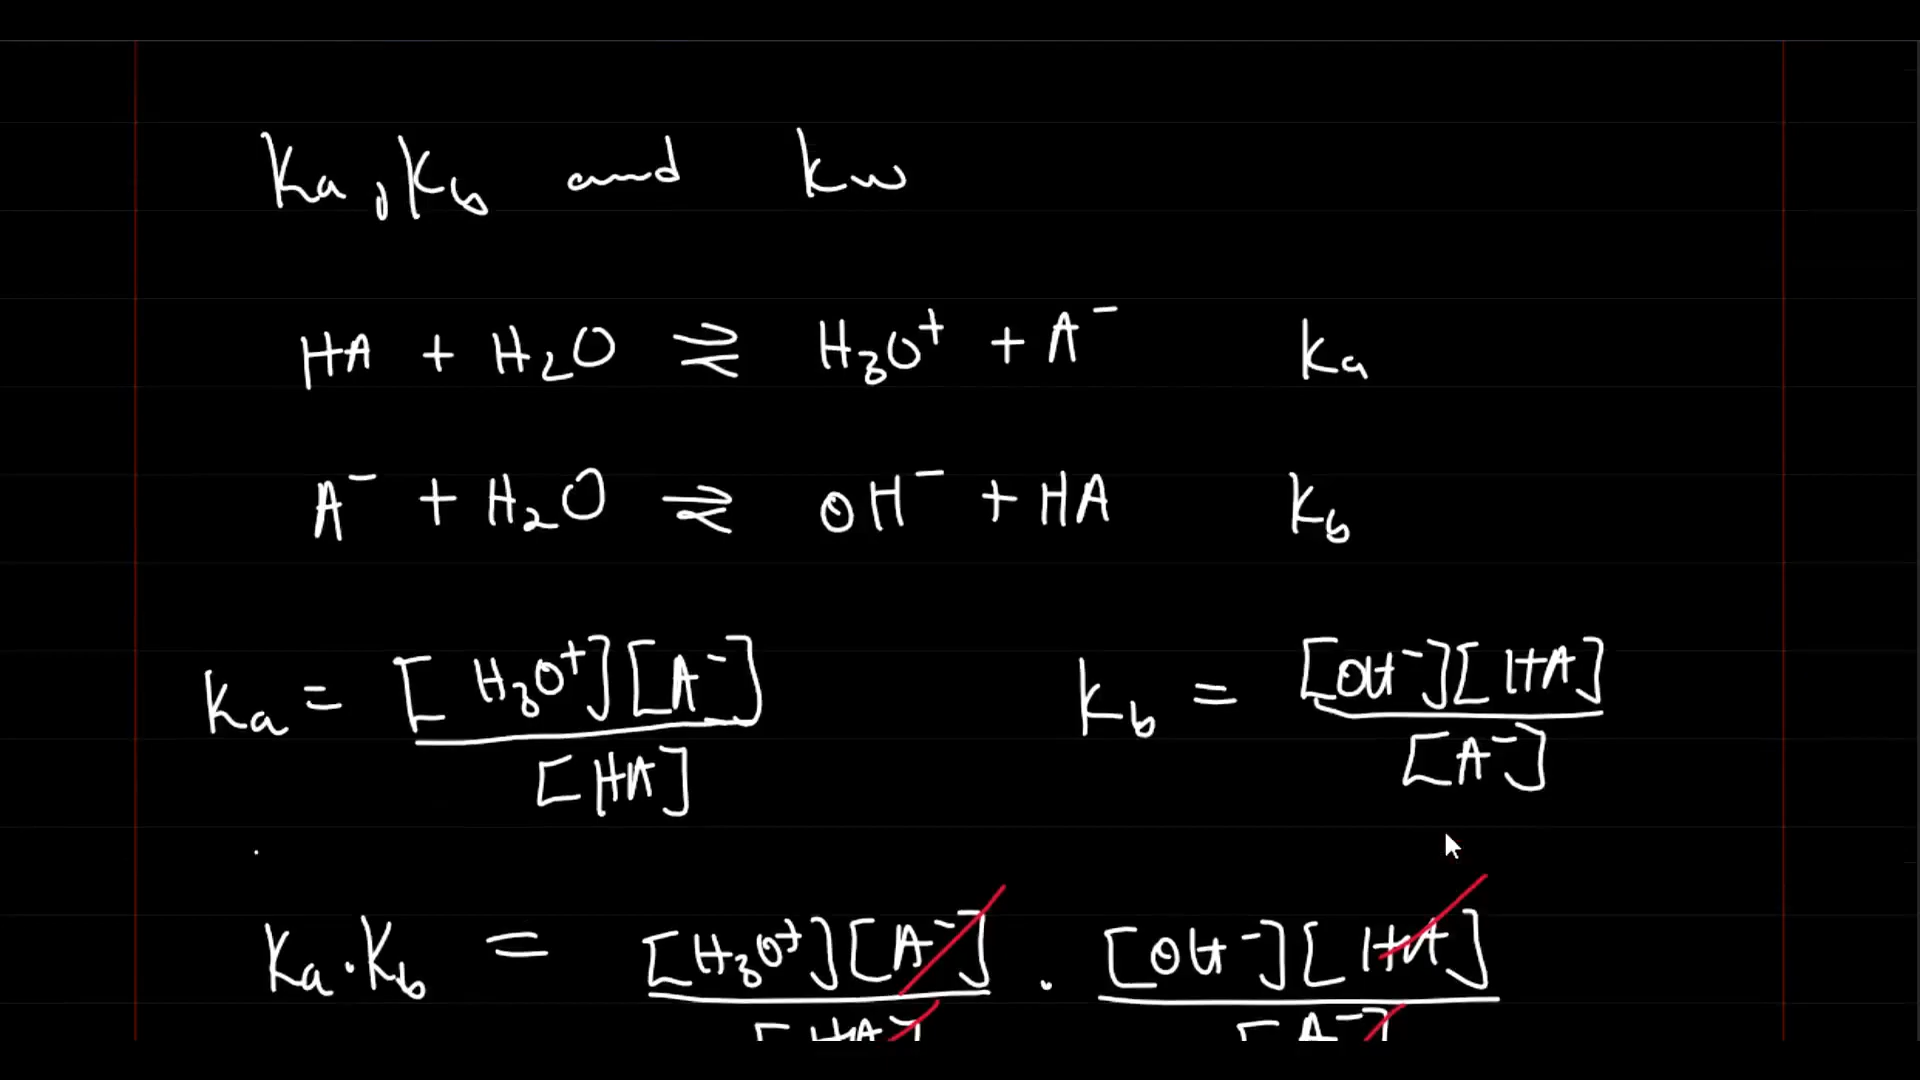 Ka, Kb and Kw
HA + H₂O ⇌ H₃O⁺ + A⁻ Ka
A⁻ + H₂O ⇌ OH⁻ + HA Kb
Ka = [H₃O⁺][A⁻] / [HA] Kb = [OH⁻][HA] / [A⁻]
Ka · Kb = [H₃O⁺][A⁻] / [HA] · [OH⁻][HA] / [A⁻]